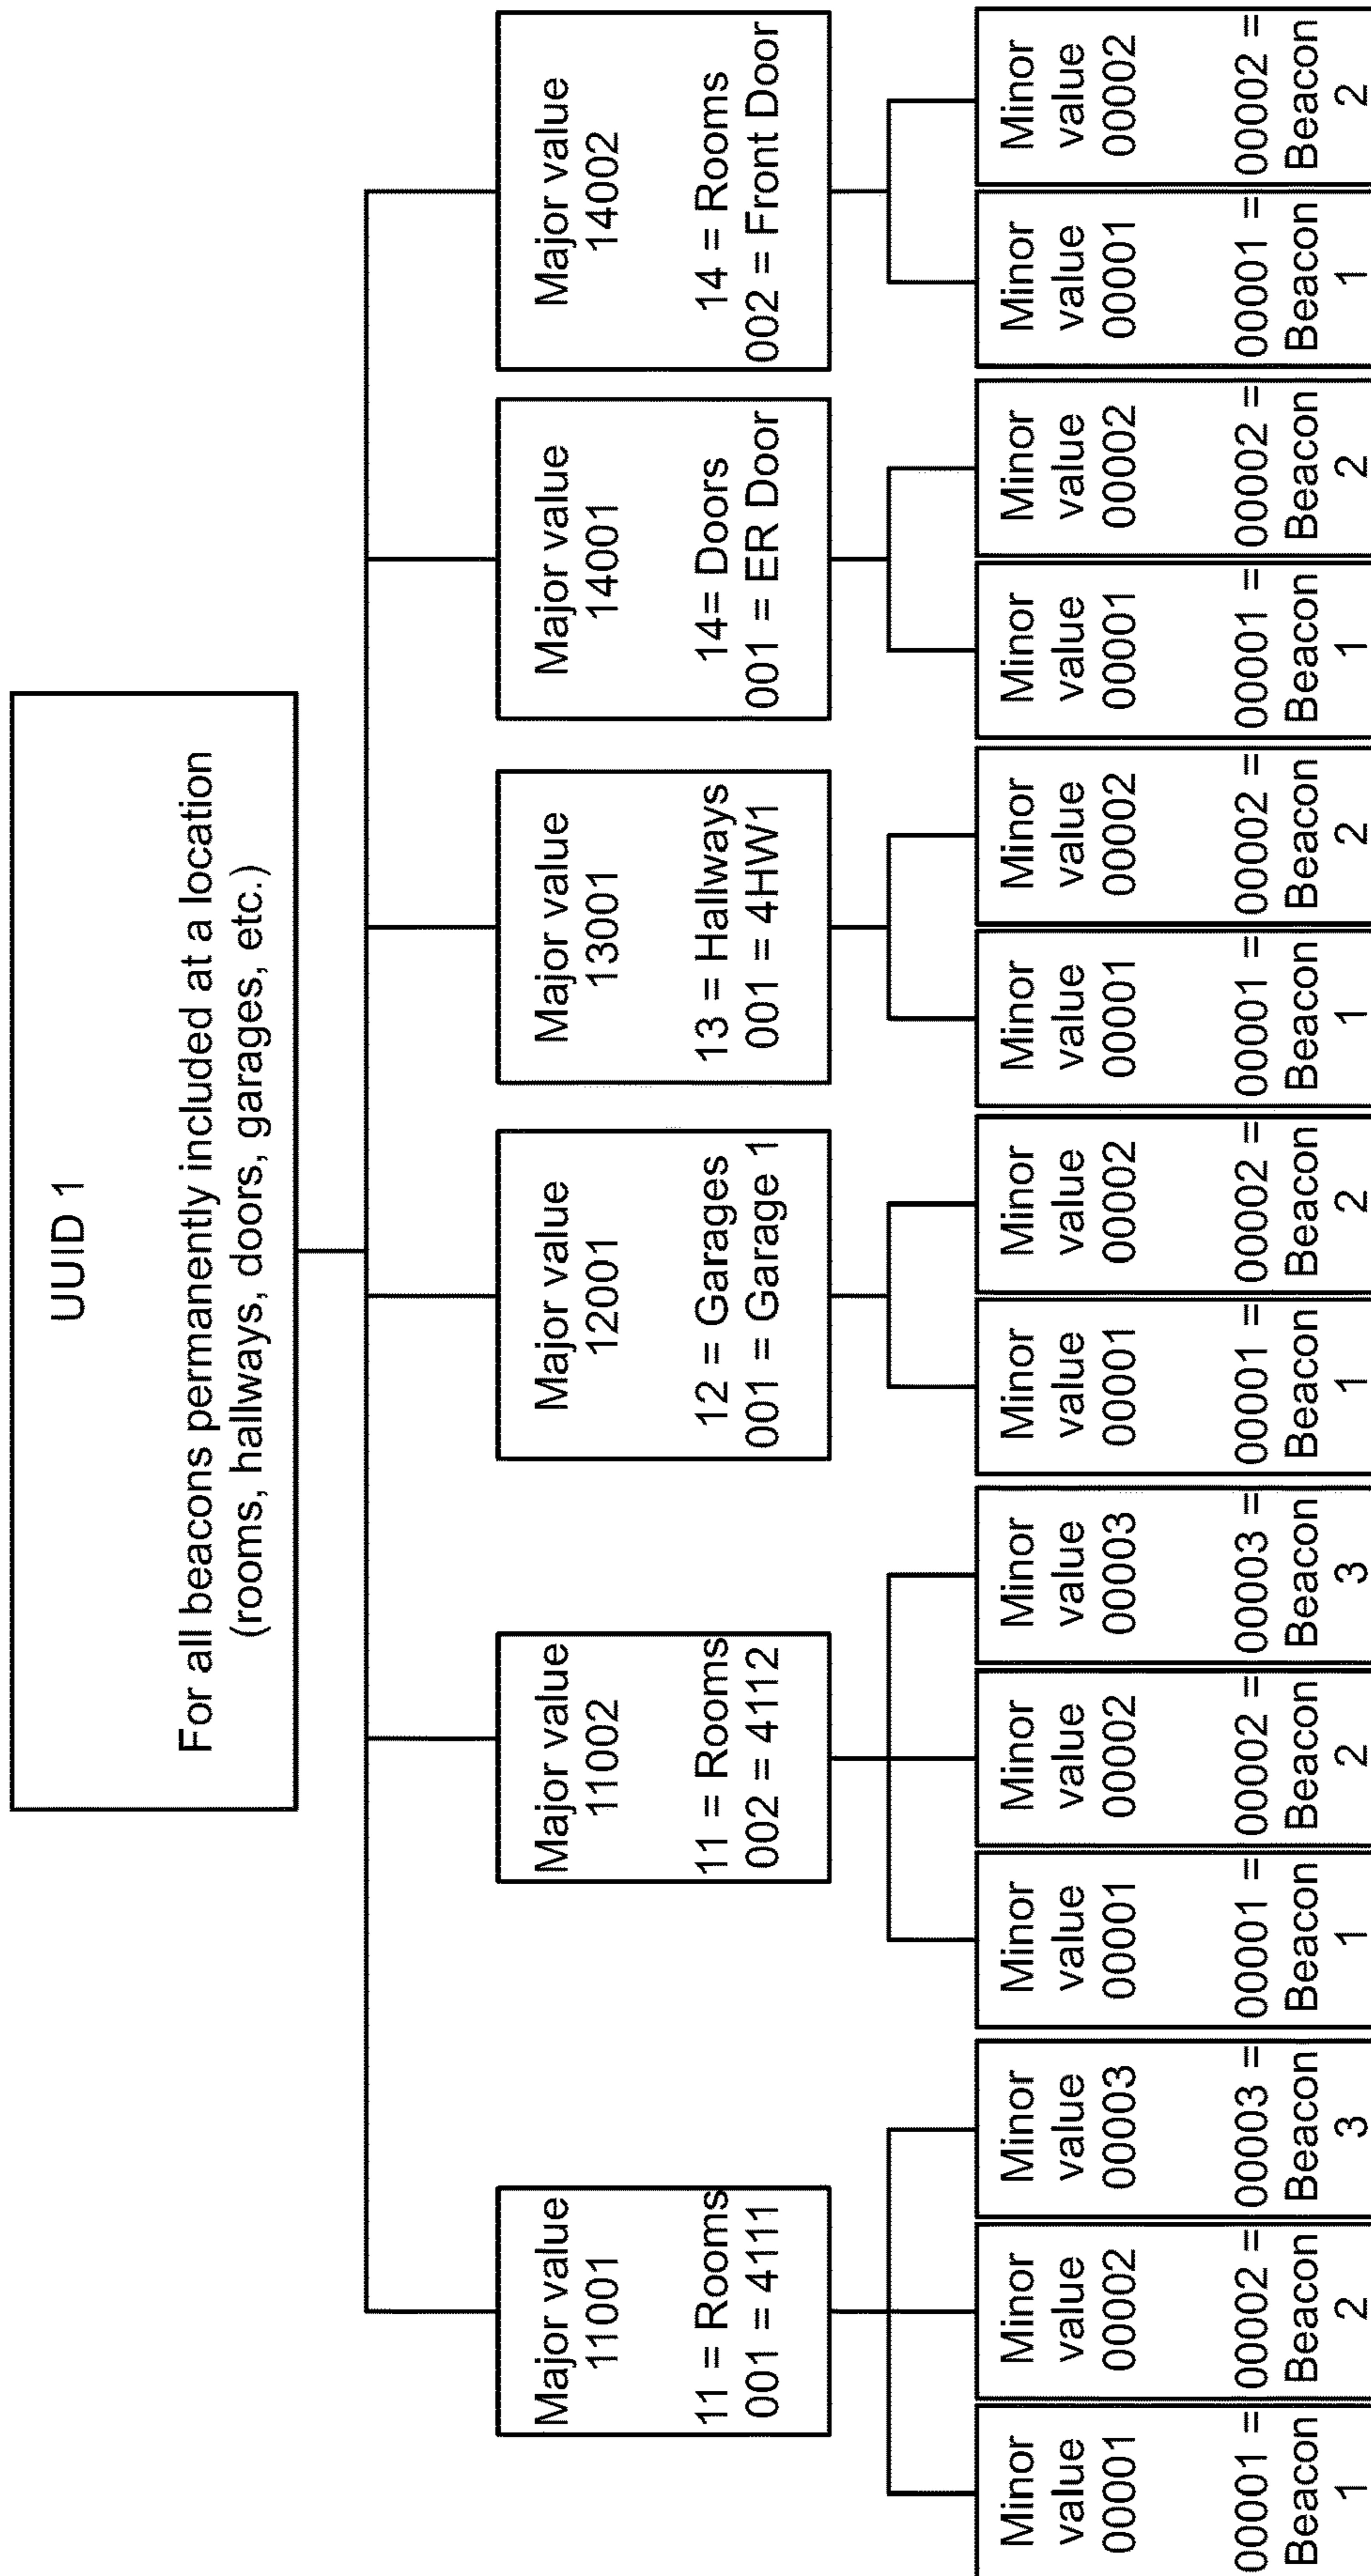 UUID 1
For all beacons permanently included at a location
(rooms, hallways, doors, garages, etc.)
Major value
11001
11 = Rooms
001 = 4111
Major value
11002
11 = Rooms
002 = 4112
Major value
12001
12 = Garages
001 = Garage 1
Major value
13001
13 = Hallways
001 = 4HW1
Major value
14001
14= Doors
001 = ER Door
Major value
14002
14 = Rooms
002 = Front Door
Minor
value
00001
00001 =
Beacon
1
Minor
value
00002
00002 =
Beacon
2
Minor
value
00003
00003 =
Beacon
3
Minor
value
00001
00001 =
Beacon
1
Minor
value
00002
00002 =
Beacon
2
Minor
value
00003
00003 =
Beacon
3
Minor
value
00001
00001 =
Beacon
1
Minor
value
00002
00002 =
Beacon
2
Minor
value
00001
00001 =
Beacon
1
Minor
value
00002
00002 =
Beacon
2
Minor
value
00001
00001 =
Beacon
1
Minor
value
00002
00002 =
Beacon
2
Minor
value
00001
00001 =
Beacon
1
Minor
value
00002
00002 =
Beacon
2